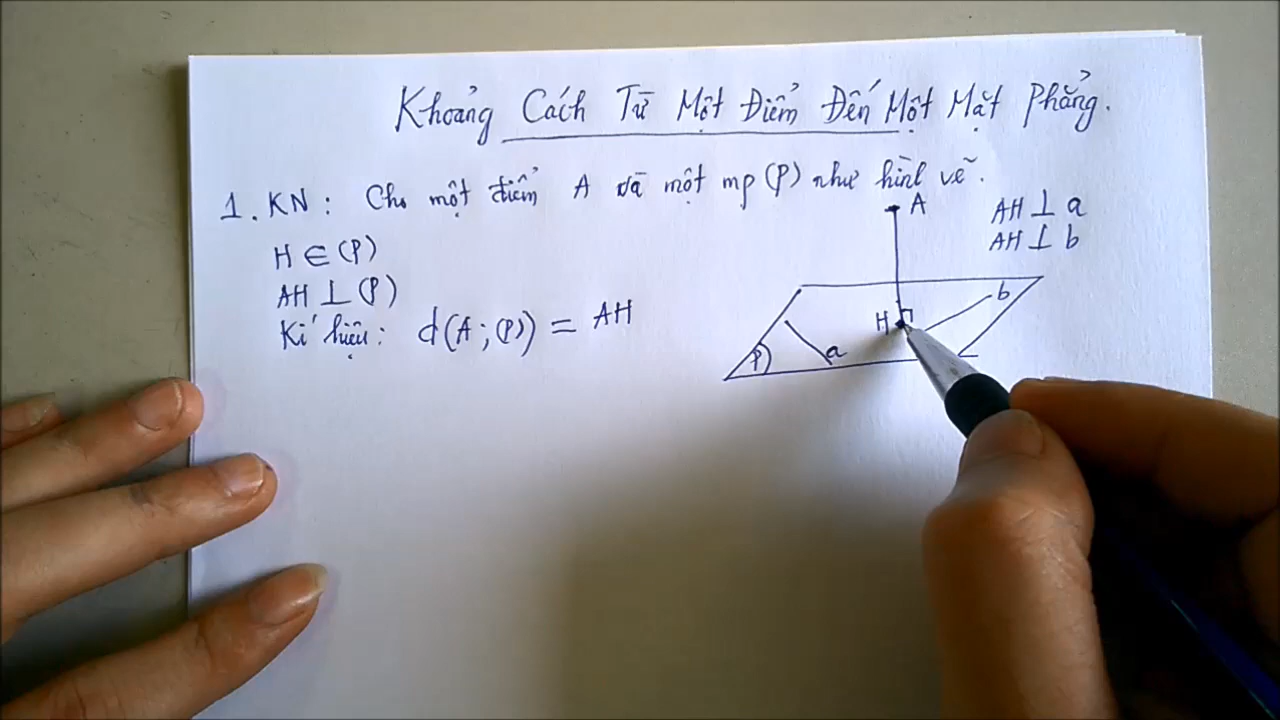 Khoảng Cách Từ Một Điểm Đến Một Mặt Phẳng.
1. KN: Cho một điểm A và một mp (P) như hình vẽ.
H ∈ (P)
AH ⊥ (P)
Kí hiệu: d(A; (P)) = AH
A
AH ⊥ a
AH ⊥ b
b
H
P
a